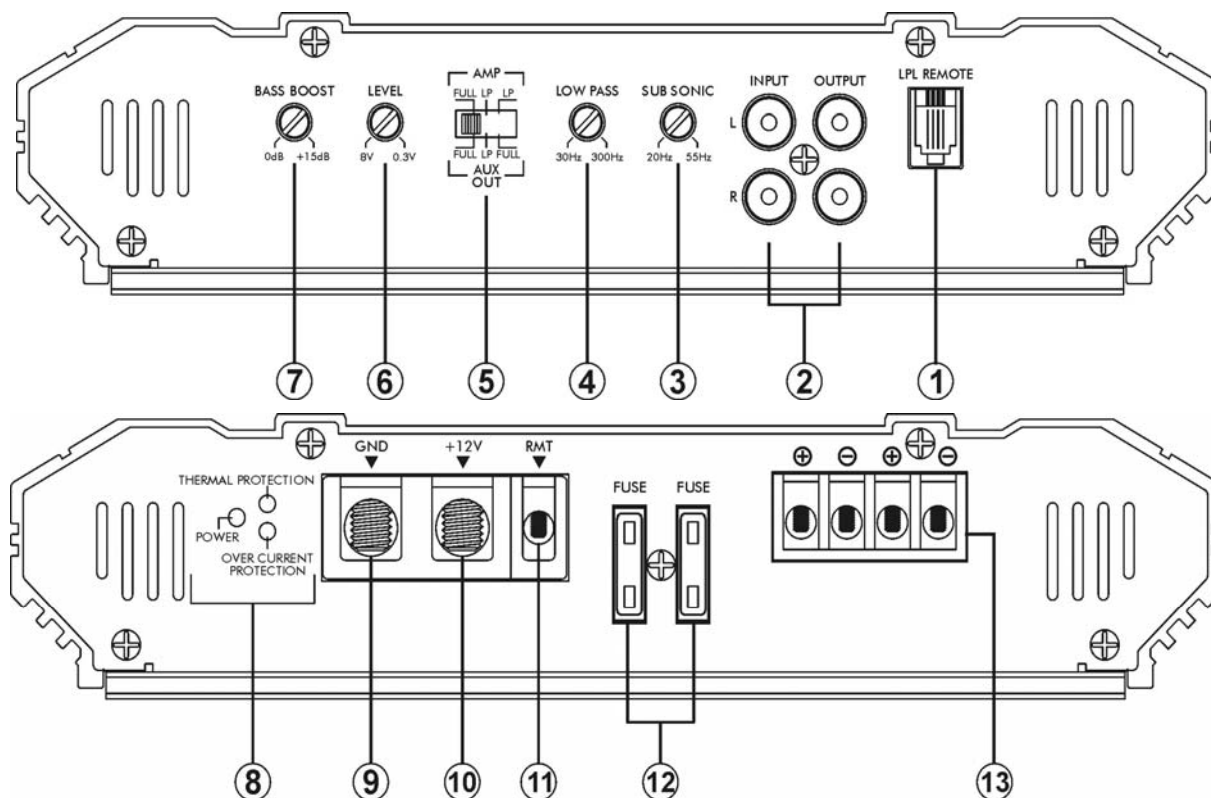 BASS BOOST
0dB +15dB
LEVEL
8V 0.3V
AMP
FULL LP LP
FULL LP FULL
AUX
OUT
LOW PASS
30Hz 300Hz
SUB SONIC
20Hz 55Hz
INPUT OUTPUT
L
R
LPL REMOTE
7 6 5 4 3 2 1
THERMAL PROTECTION
POWER
OVER CURRENT
PROTECTION
GND +12V RMT
FUSE FUSE
+ − + −
8 9 10 11 12 13